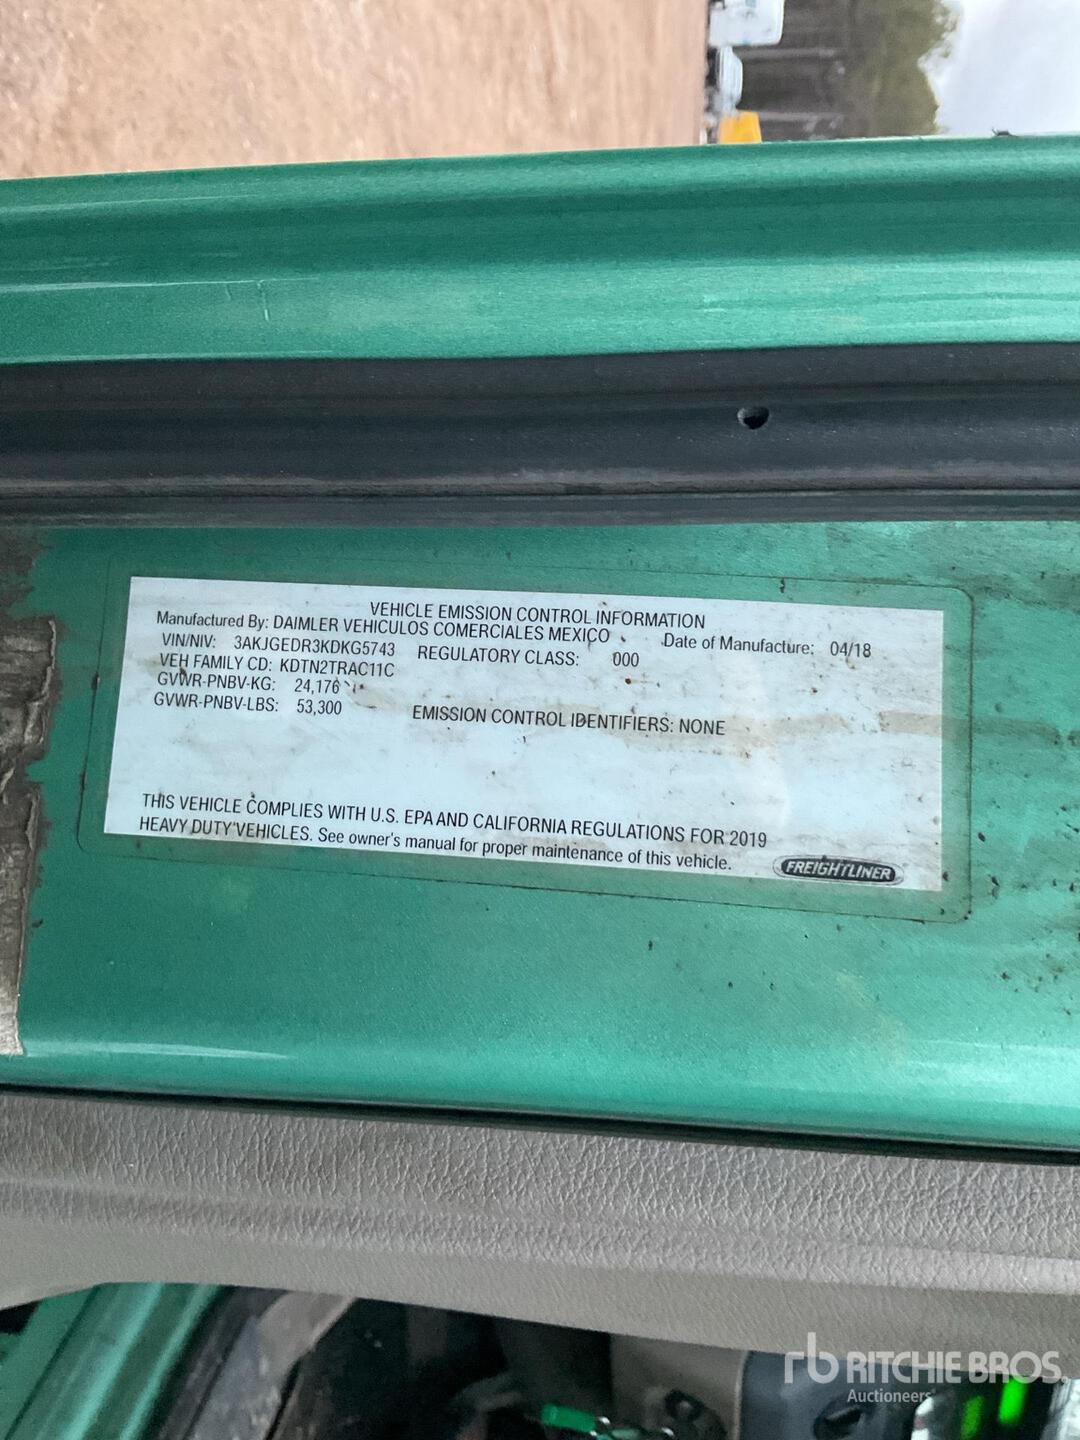 VEHICLE EMISSION CONTROL INFORMATION
Manufactured By: DAIMLER VEHICULOS COMERCIALES MEXICO Date of Manufacture: 04/18
VIN/NIV: 3AKJGEDR3KDKG5743 REGULATORY CLASS: 000
VEH FAMILY CD: KDTN2TRAC11C
GVWR-PNBV-KG: 24,176
GVWR-PNBV-LBS: 53,300 EMISSION CONTROL IDENTIFIERS: NONE
THIS VEHICLE COMPLIES WITH U.S. EPA AND CALIFORNIA REGULATIONS FOR 2019
HEAVY DUTY VEHICLES. See owner's manual for proper maintenance of this vehicle.
FREIGHTLINER
rb RITCHIE BROS.
Auctioneers